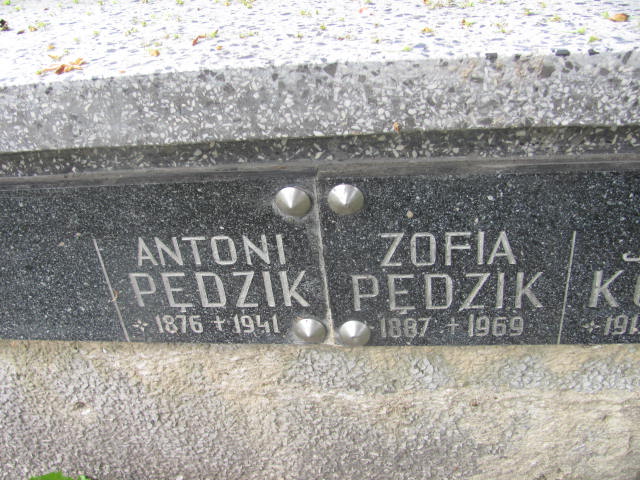 ANTONI
PĘDZIK
+ 1876 + 1941
ZOFIA
PĘDZIK
1887 + 1969